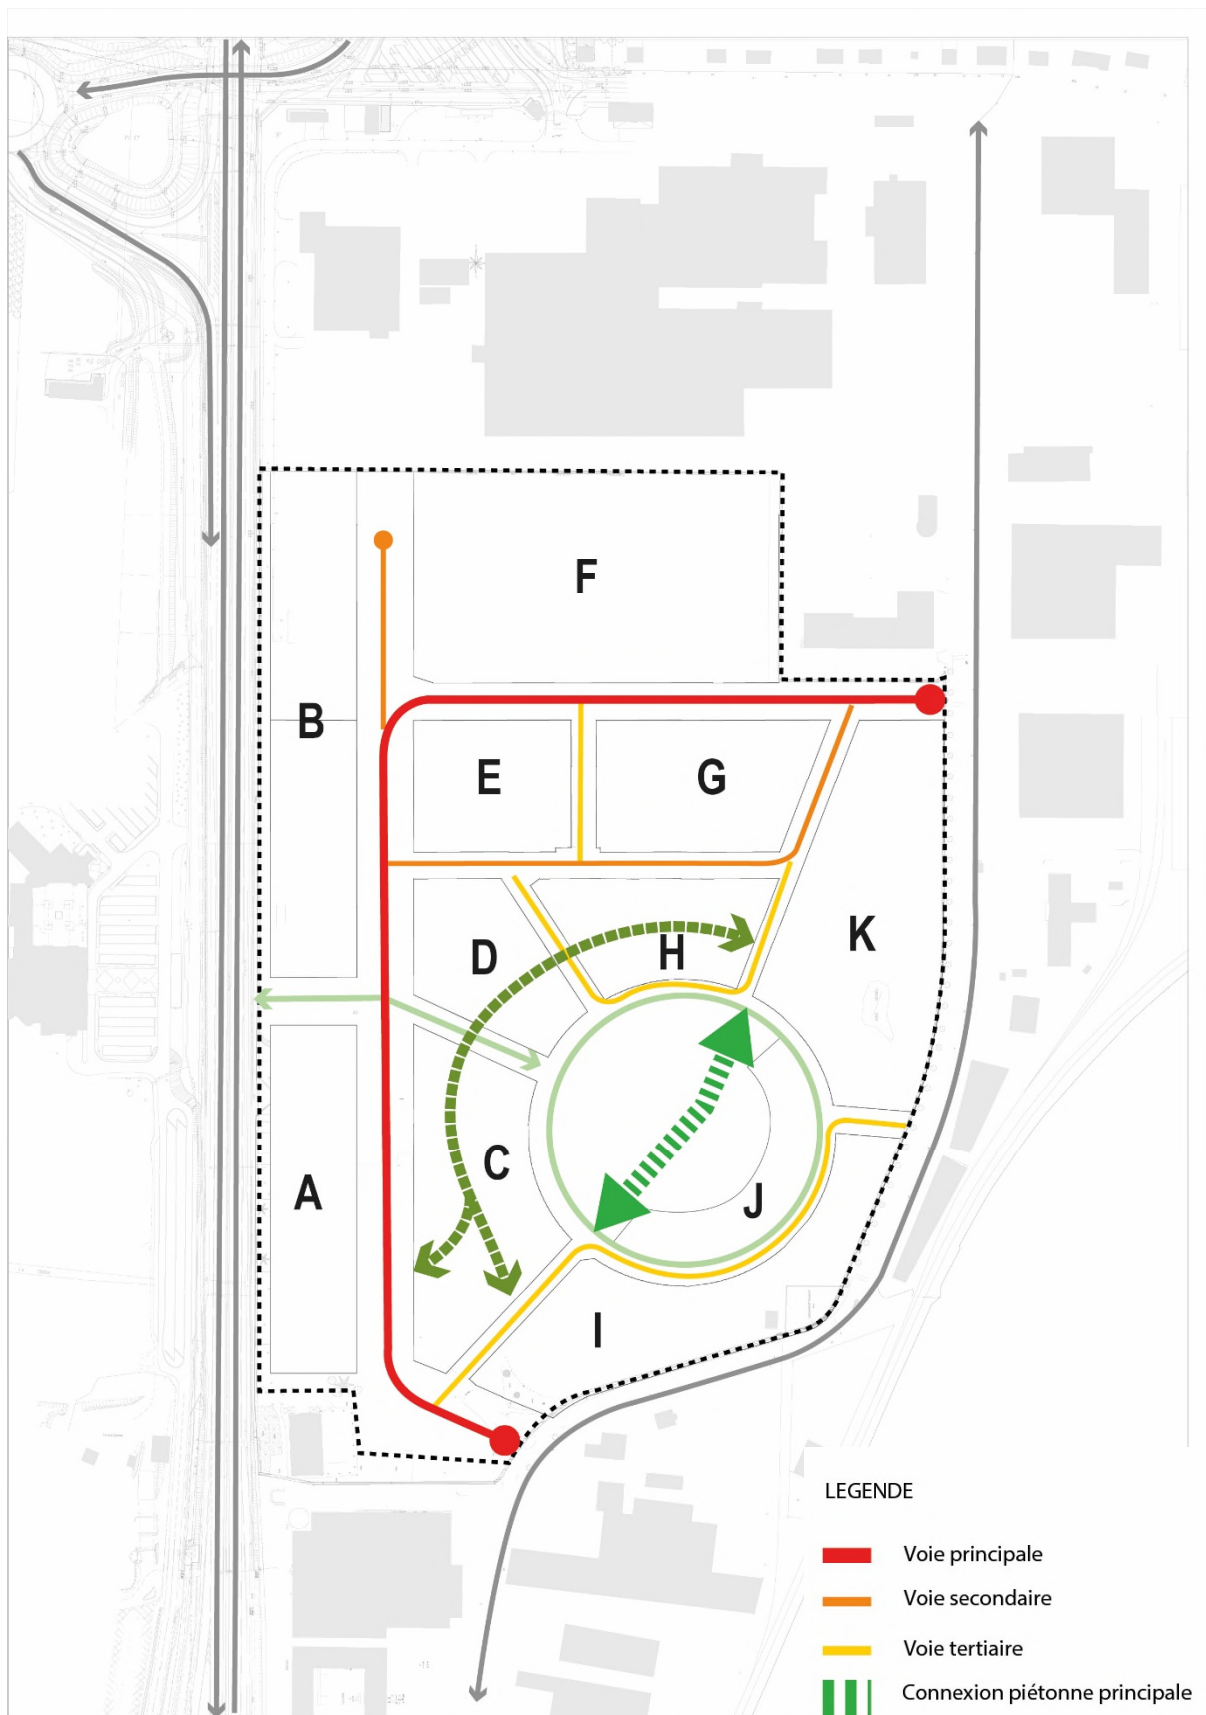 F
B
E
G
D
H
K
C
A
J
I
LEGENDE
Voie principale
Voie secondaire
Voie tertiaire
Connexion piétonne principale